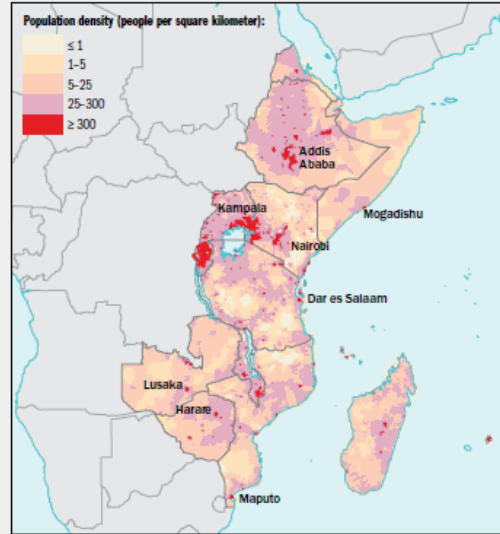 Population density (people per square kilometer):
≤ 1
1–5
5–25
25–300
≥ 300
Addis
Ababa
Kampala
Mogadishu
Nairobi
Dar es Salaam
Lusaka
Harare
Maputo